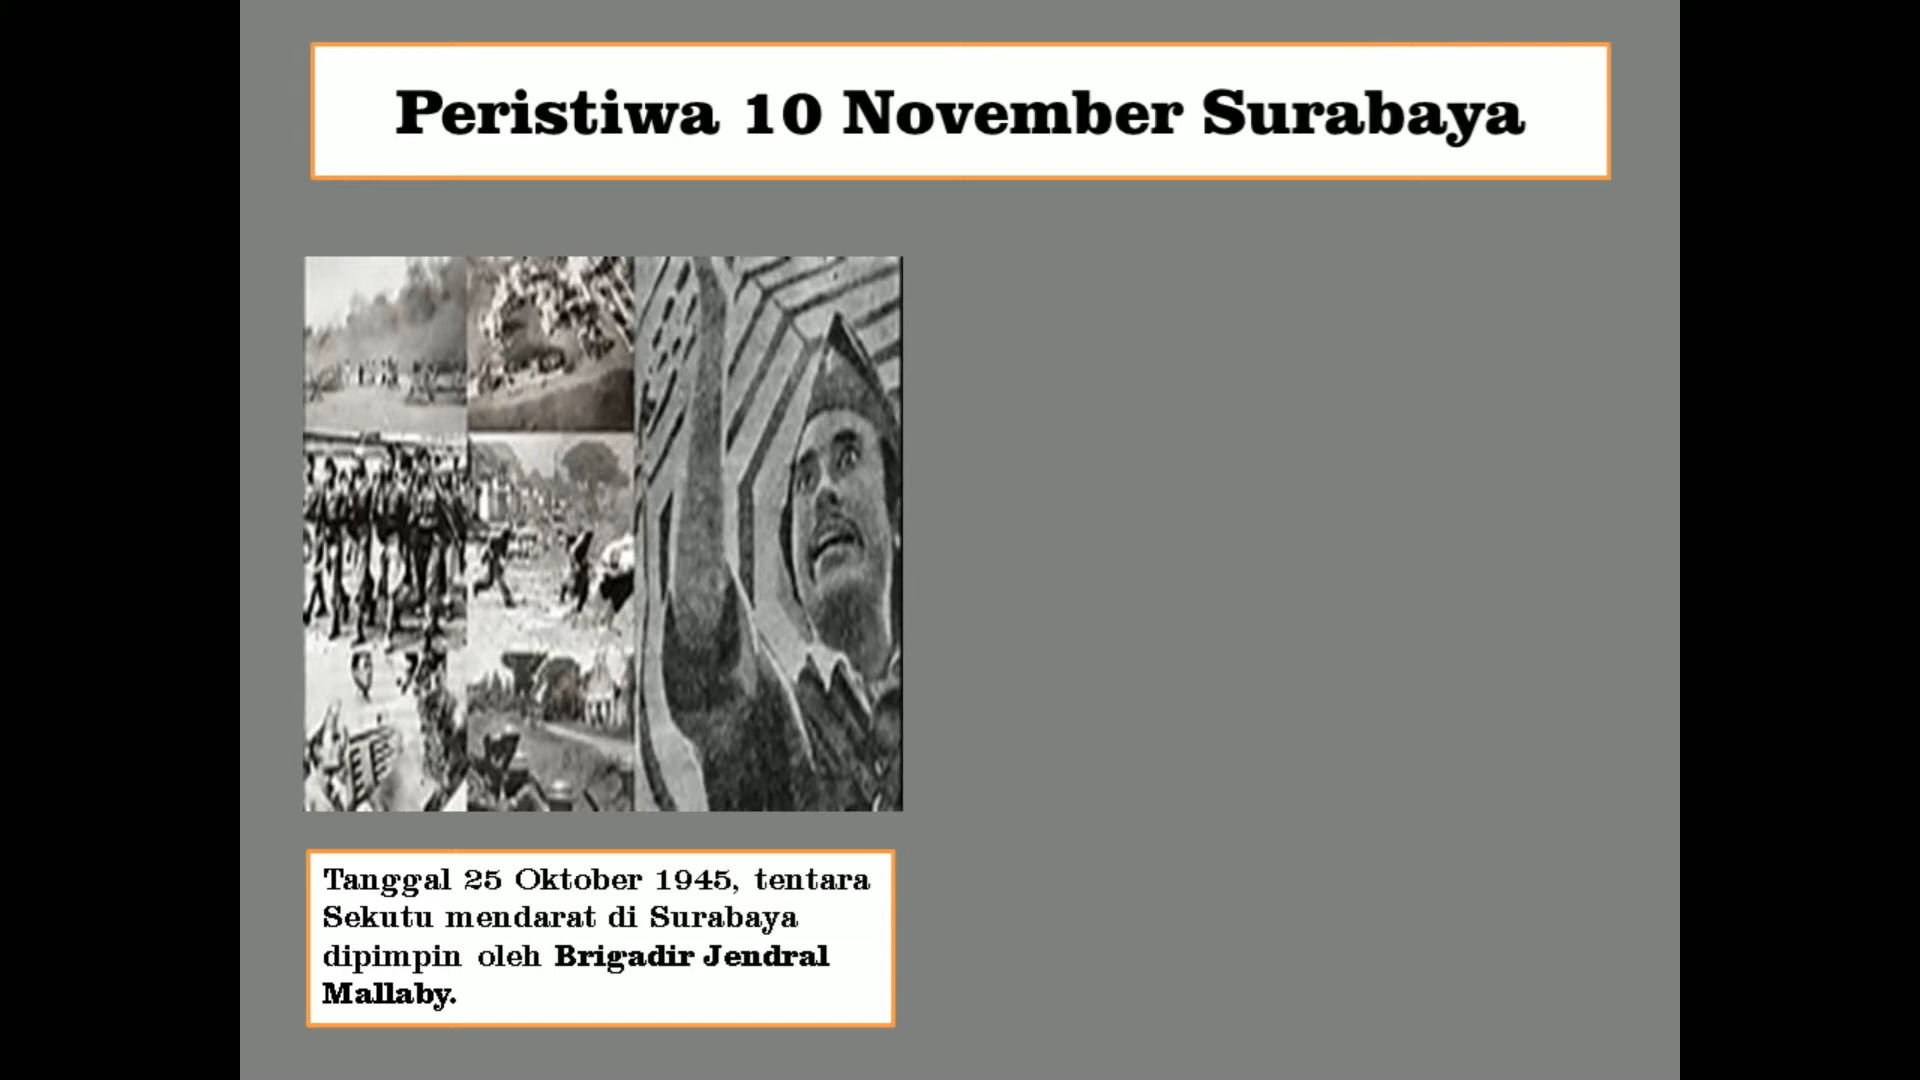 Peristiwa 10 November Surabaya
Tanggal 25 Oktober 1945, tentara
Sekutu mendarat di Surabaya
dipimpin oleh Brigadir Jendral
Mallaby.